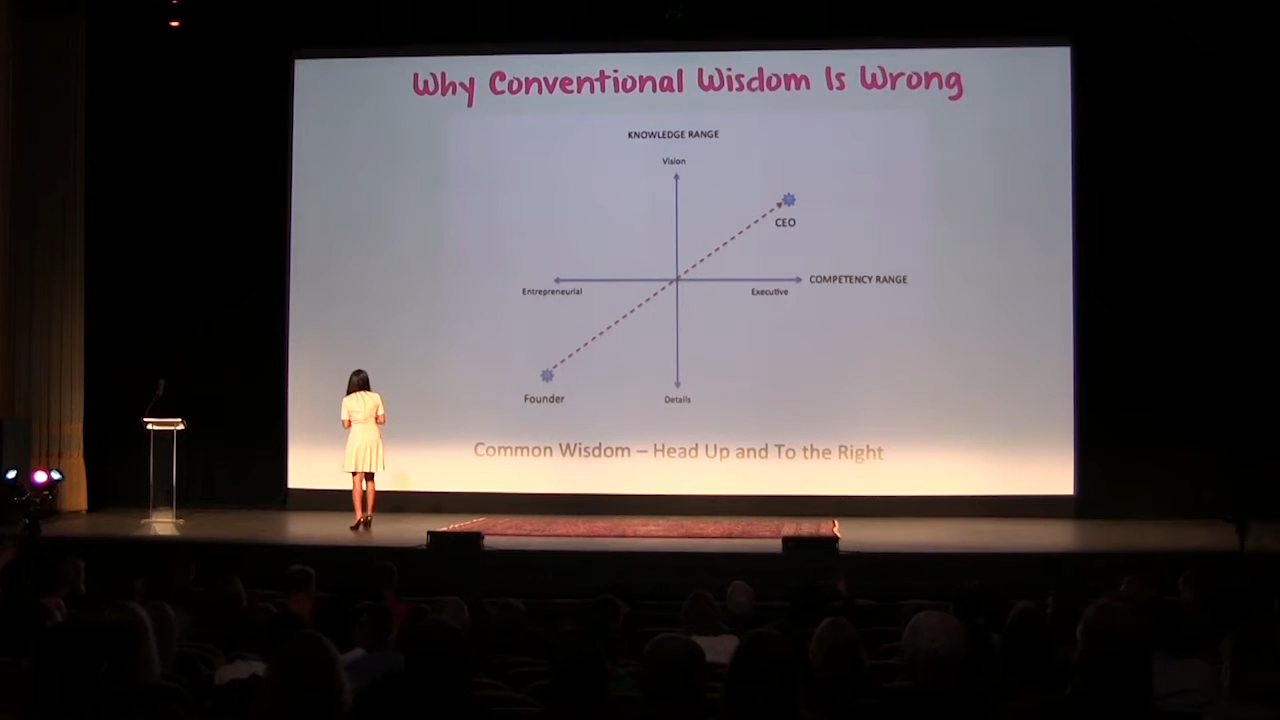 Why Conventional Wisdom Is Wrong
KNOWLEDGE RANGE
Vision
CEO
COMPETENCY RANGE
Entrepreneurial
Executive
Founder
Details
Common Wisdom – Head Up and To the Right